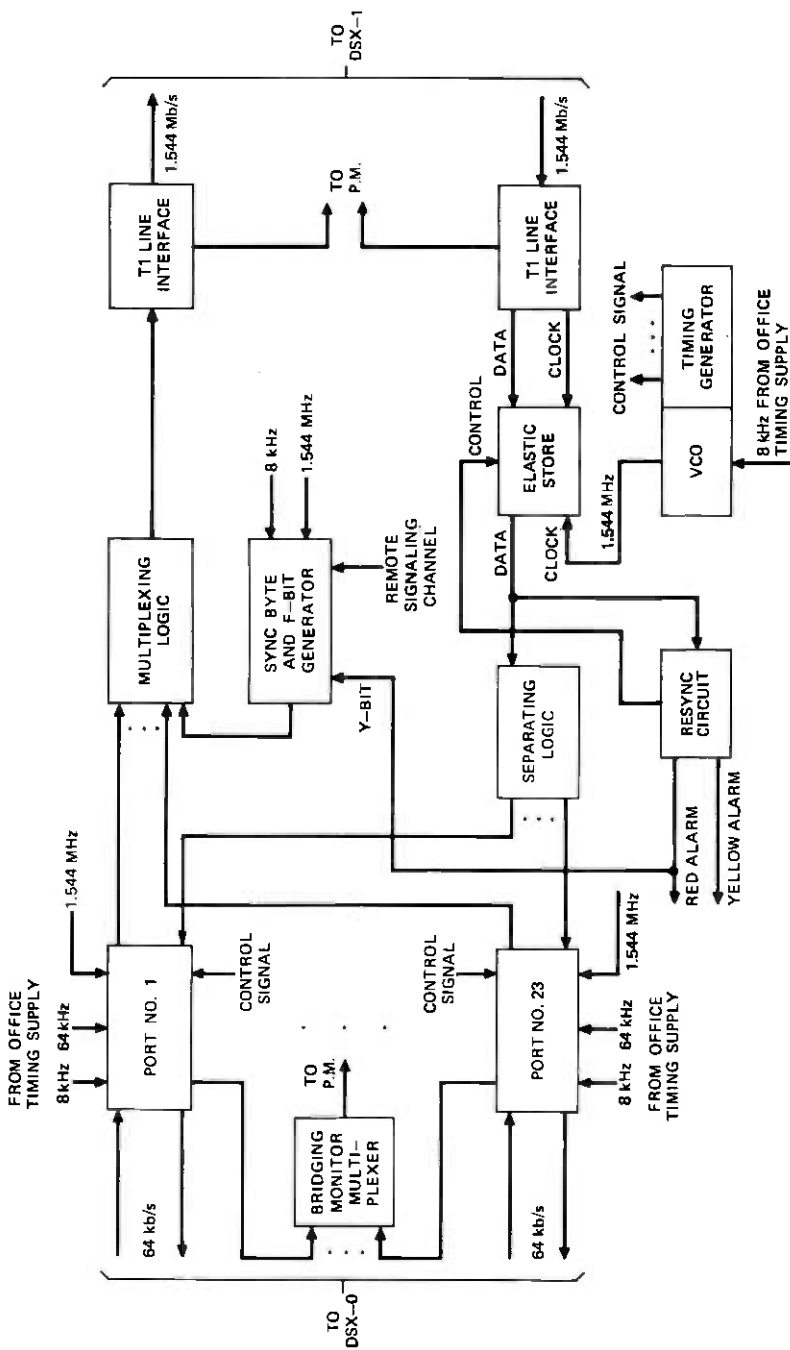 FROM OFFICE
TIMING SUPPLY
8 kHz
64 kHz
1.544 MHz
PORT NO. 1
64 kb/s
CONTROL
SIGNAL
. . .
MULTIPLEXING
LOGIC
T1 LINE
INTERFACE
1.544 Mb/s
TO
DSX-1
TO
P.M.
SYNC BYTE
AND F-BIT
GENERATOR
8 kHz
1.544 MHz
REMOTE
SIGNALING
CHANNEL
Y-BIT
TO
DSX-0
BRIDGING
MONITOR
MULTI-
PLEXER
. . .
TO
P.M.
. . .
CONTROL
SIGNAL
PORT NO. 23
64 kb/s
8 kHz
64 kHz
FROM OFFICE
TIMING SUPPLY
1.544 MHz
SEPARATING
LOGIC
. . .
DATA
CONTROL
ELASTIC
STORE
DATA
CLOCK
CLOCK
T1 LINE
INTERFACE
1.544 Mb/s
RESYNC
CIRCUIT
RED ALARM
YELLOW ALARM
1.544 MHz
CONTROL SIGNAL
. . .
VCO
TIMING
GENERATOR
8 kHz FROM OFFICE
TIMING SUPPLY